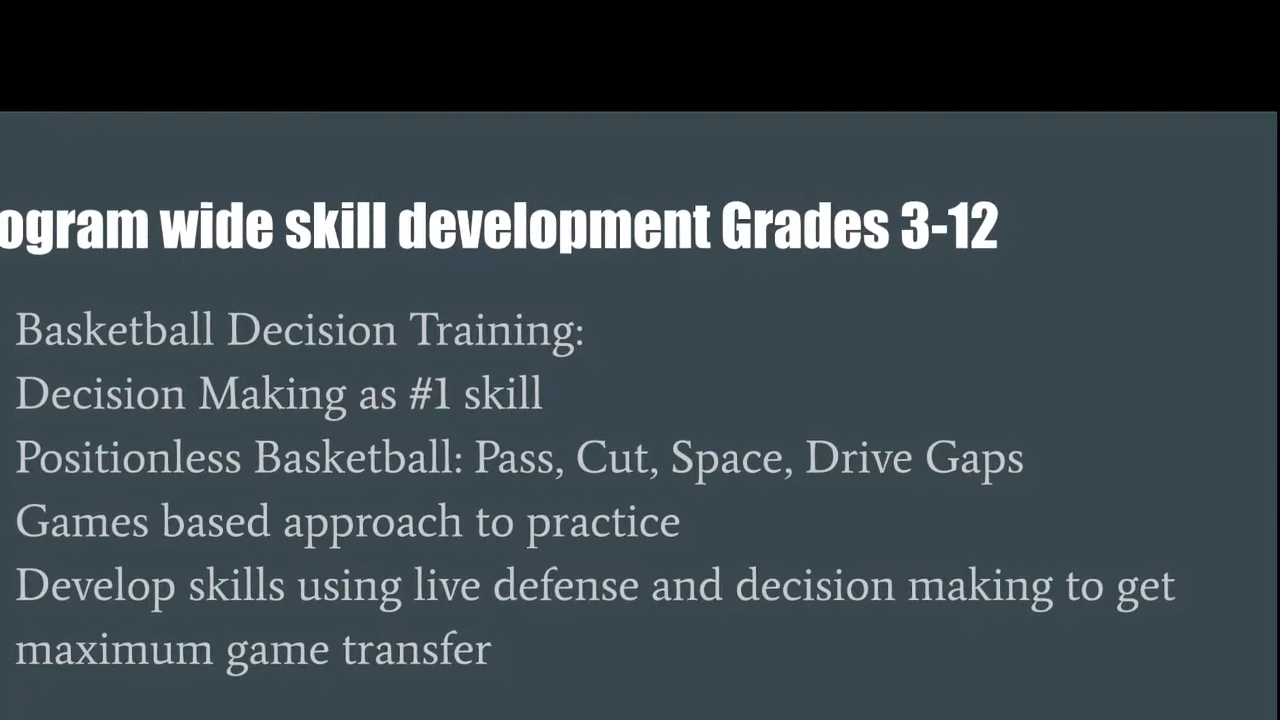 ogram wide skill development Grades 3-12
Basketball Decision Training:
Decision Making as #1 skill
Positionless Basketball: Pass, Cut, Space, Drive Gaps
Games based approach to practice
Develop skills using live defense and decision making to get
maximum game transfer